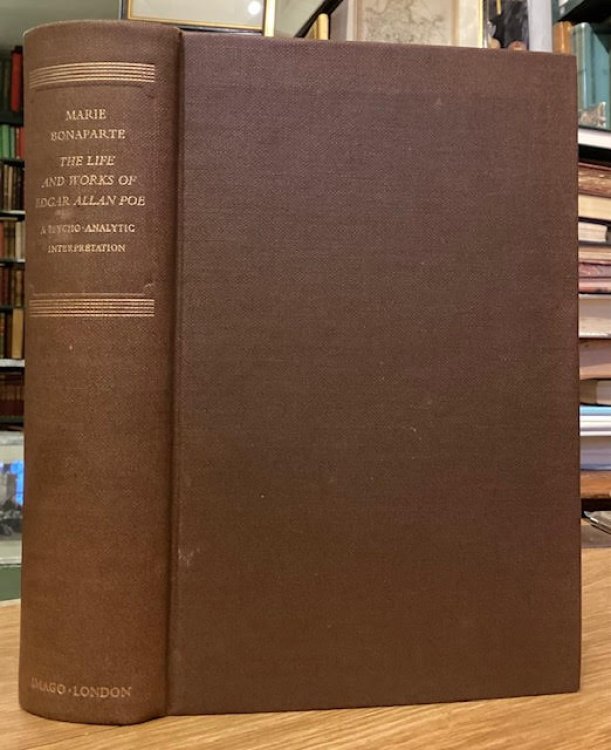 MARIE
BONAPARTE
THE LIFE
AND WORKS OF
EDGAR ALLAN POE
A PSYCHO·ANALYTIC
INTERPRETATION
IMAGO·LONDON